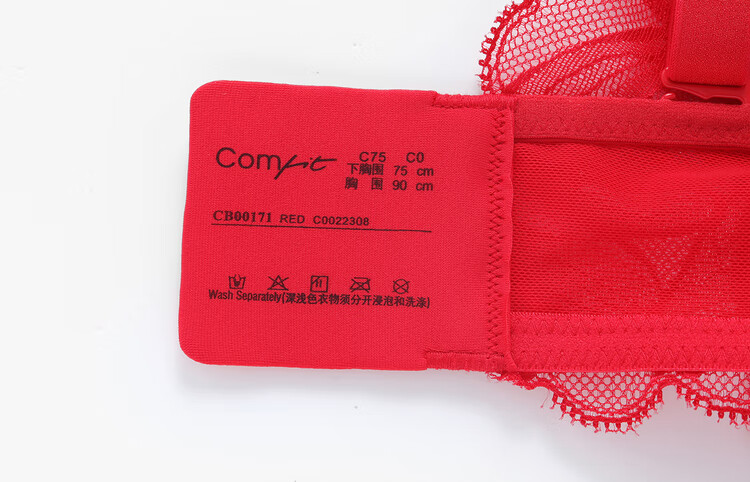 Comfit
C75 C0
下胸围 75 cm
胸 围 90 cm
CB00171 RED C0022308
Wash Separately(深浅色衣物须分开浸泡和洗涤)